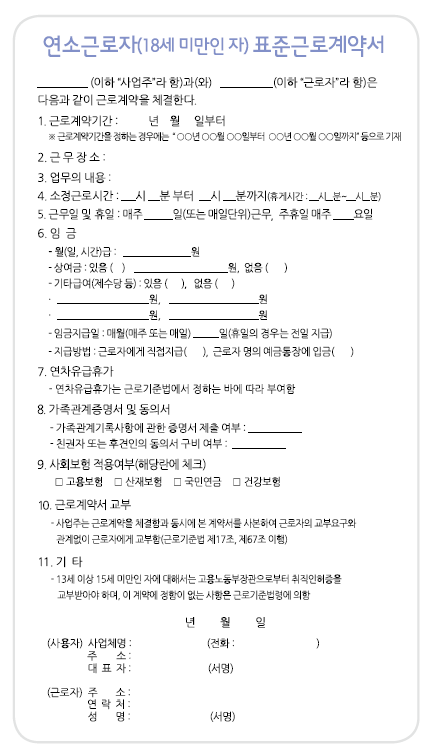 연소근로자(18세 미만인 자) 표준근로계약서
________ (이하 “사업주”라 함)과(와) ________(이하 “근로자”라 함)은
다음과 같이 근로계약을 체결한다.
1. 근로계약기간 : 년 월 일부터
※ 근로계약기간을 정하는 경우에는 “ ○○년 ○○월 ○○일부터 ○○년 ○○월 ○○일까지” 등으로 기재
2. 근 무 장 소 :
3. 업무의 내용 :
4. 소정근로시간 : __시 __분 부터 __시 __분까지(휴게시간 : __시__분~__시__분)
5. 근무일 및 휴일 : 매주 ____일(또는 매일단위)근무, 주휴일 매주 ___요일
6. 임 금
- 월(일, 시간)급 : __________원
- 상여금 : 있음 ( ) ______________원, 없음 ( )
- 기타급여(제수당 등) : 있음 ( ), 없음 ( )
· ______________원, ______________원
· ______________원, ______________원
- 임금지급일 : 매월(매주 또는 매일) ____일(휴일의 경우는 전일 지급)
- 지급방법 : 근로자에게 직접지급( ), 근로자 명의 예금통장에 입금( )
7. 연차유급휴가
- 연차유급휴가는 근로기준법에서 정하는 바에 따라 부여함
8. 가족관계증명서 및 동의서
- 가족관계기록사항에 관한 증명서 제출 여부 : ________
- 친권자 또는 후견인의 동의서 구비 여부 : ________
9. 사회보험 적용여부(해당란에 체크)
□ 고용보험 □ 산재보험 □ 국민연금 □ 건강보험
10. 근로계약서 교부
- 사업주는 근로계약을 체결함과 동시에 본 계약서를 사본하여 근로자의 교부요구와
관계없이 근로자에게 교부함(근로기준법 제17조, 제67조 이행)
11. 기 타
- 13세 이상 15세 미만인 자에 대해서는 고용노동부장관으로부터 취직인허증을
교부받아야 하며, 이 계약에 정함이 없는 사항은 근로기준법령에 의함
년 월 일
(사용자) 사업체명 : (전화 : )
주 소 :
대 표 자 : (서명)
(근로자) 주 소 :
연 락 처 :
성 명 : (서명)